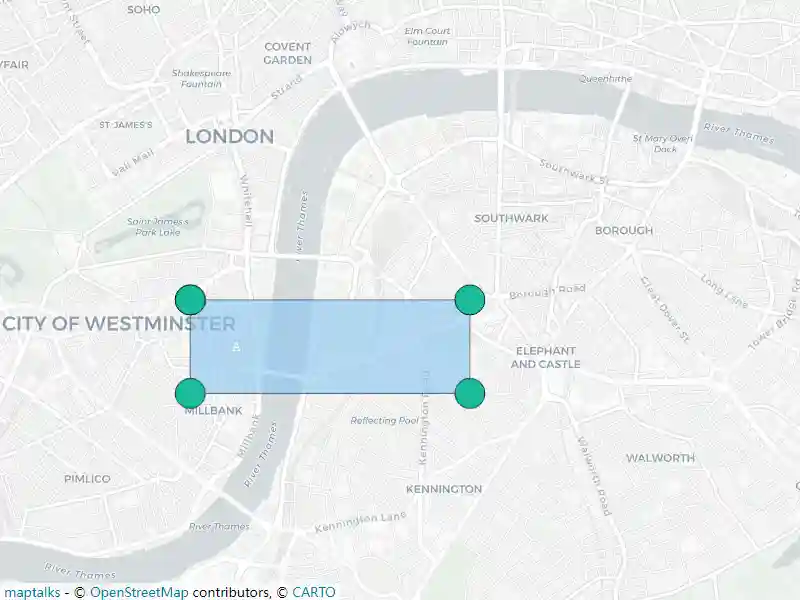 SOHO
COVENT
GARDEN
Aldwych
Elm Court
Fountain
Shakespeare
Fountain
Strand
Queenhithe
ST JAMES'S
LONDON
Pall Mall
Whitehall
River Thames
St Mary Overi
Dock
River Thames
Southwark St
Saint James's
Park Lake
SOUTHWARK
BOROUGH
Borough Road
Great Dover St
Long Lane
Tower Bridge Road
CITY OF WESTMINSTER
A
ELEPHANT
AND CASTLE
MILLBANK
Millbank
River Thames
Reflecting Pool
Kennington Road
Walworth Road
WALWORTH
PIMLICO
KENNINGTON
River Thames
Kennington Lane
River Thames
maptalks - © OpenStreetMap contributors, © CARTO